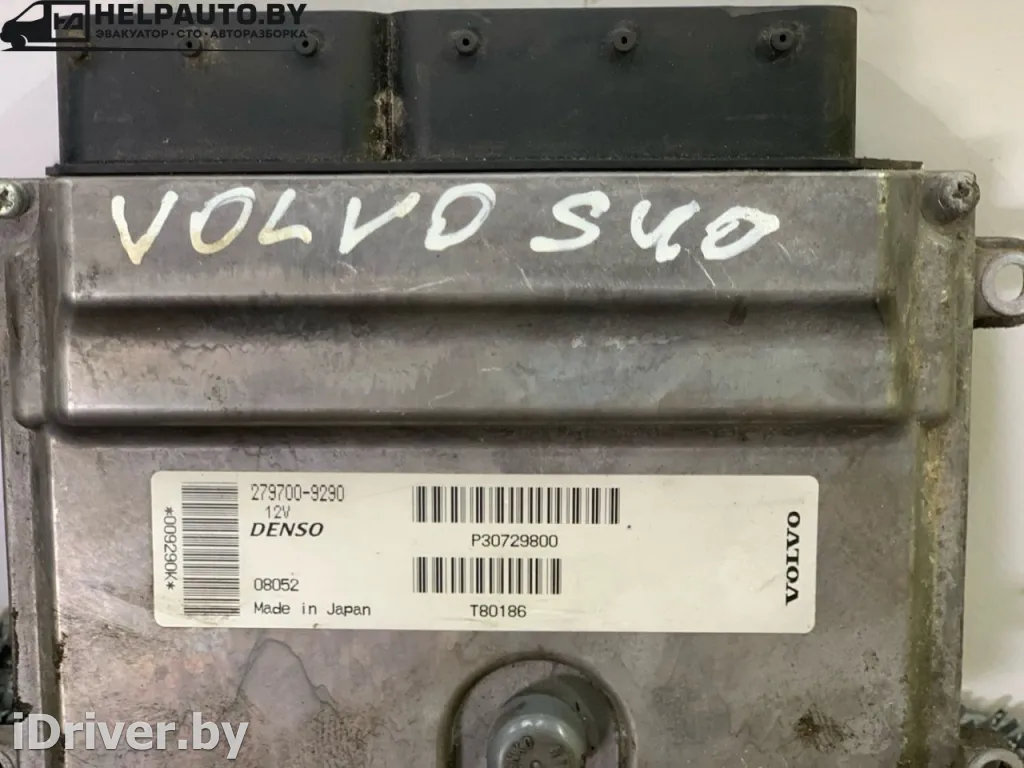 HELPAUTO.BY
ЭВАКУАТОР • СТО • АВТОРАЗБОРКА
VOLVO S40
279700-9290
12V
DENSO
*009290K*
P30729800
08052
Made in Japan
T80186
VOLVO
iDriver.by